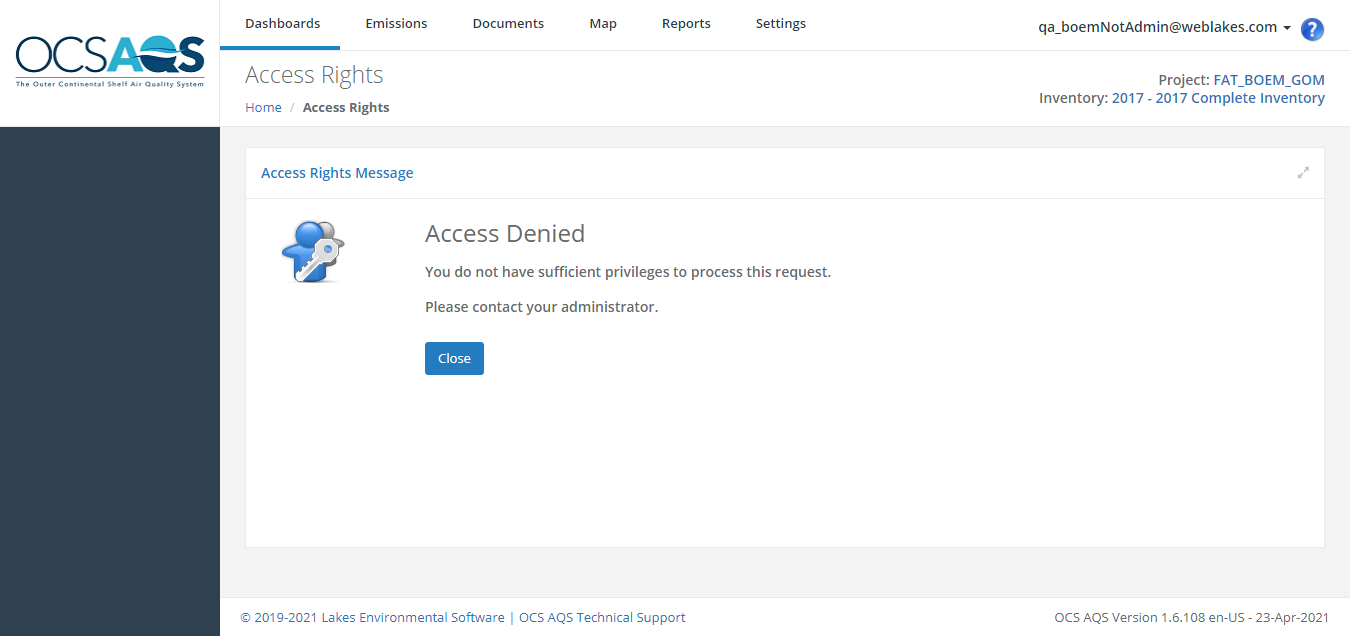 OCSAQS
The Outer Continental Shelf Air Quality System
Dashboards Emissions Documents Map Reports Settings
qa_boemNotAdmin@weblakes.com ?
Access Rights
Home / Access Rights
Project: FAT_BOEM_GOM
Inventory: 2017 - 2017 Complete Inventory
Access Rights Message
Access Denied
You do not have sufficient privileges to process this request.
Please contact your administrator.
Close
© 2019-2021 Lakes Environmental Software | OCS AQS Technical Support
OCS AQS Version 1.6.108 en-US - 23-Apr-2021